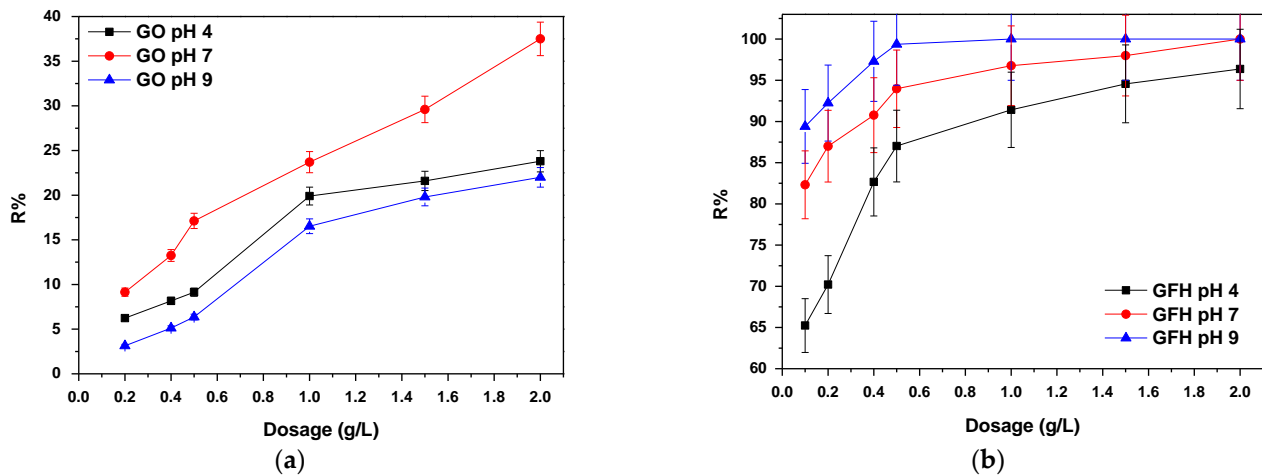 40
35
30
25
20
15
10
5
0
R%
GO pH 4
GO pH 7
GO pH 9
0.0 0.2 0.4 0.6 0.8 1.0 1.2 1.4 1.6 1.8 2.0
Dosage (g/L)
(a)
100
95
90
85
80
75
70
65
60
R%
GFH pH 4
GFH pH 7
GFH pH 9
0.0 0.2 0.4 0.6 0.8 1.0 1.2 1.4 1.6 1.8 2.0
Dosage (g/L)
(b)